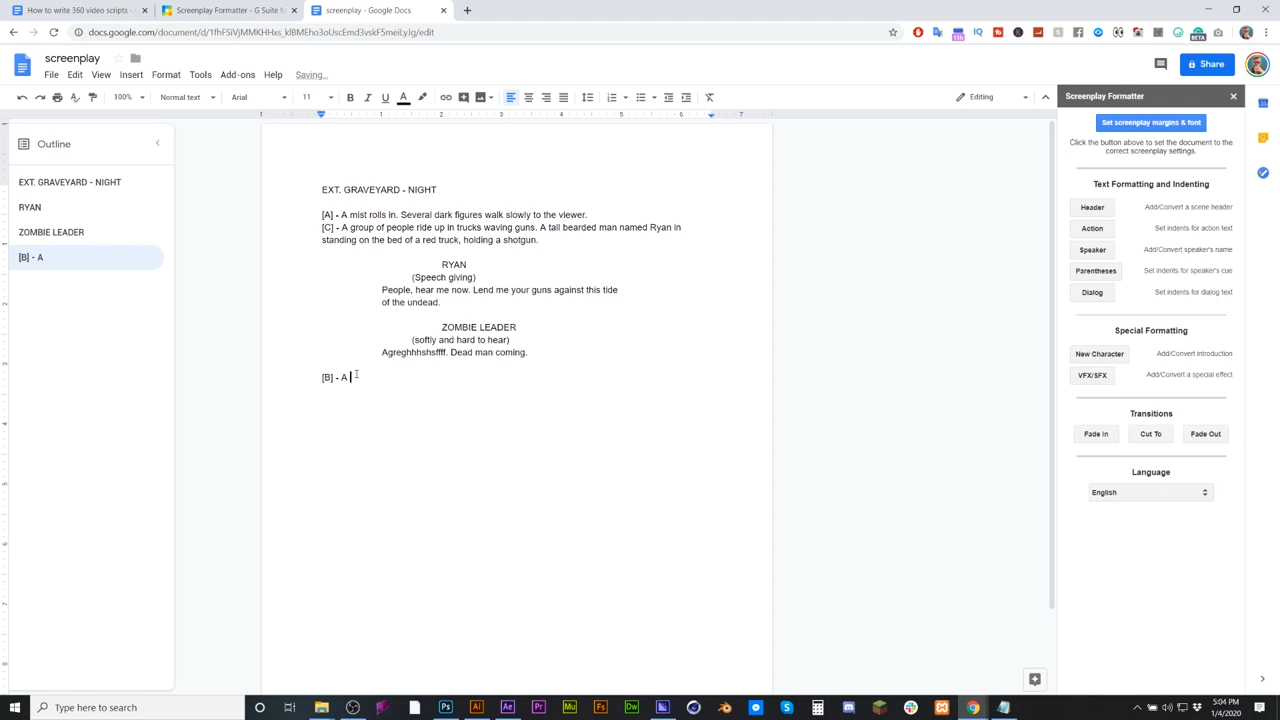 How to write 360 video scripts -
Screenplay Formatter - G Suite M
screenplay - Google Docs
docs.google.com/document/d/
screenplay
File Edit View Insert Format Tools Add-ons Help Saving...
Share
100% Normal text Arial 11 Editing
Screenplay Formatter
Set screenplay margins & font
Click the button above to set the document to the
correct screenplay settings.
Text Formatting and Indenting
Header Add/Convert a scene header
Action Set indents for action text
Speaker Add/Convert speaker's name
Parentheses Set indents for speaker's cue
Dialog Set indents for dialog text
Special Formatting
New Character Add/Convert introduction
VFX/SFX Add/Convert a special effect
Transitions
Fade In Cut To Fade Out
Language
English
Outline
EXT. GRAVEYARD - NIGHT
RYAN
ZOMBIE LEADER
[B] - A
1 1 2 3 4 5 6 7
EXT. GRAVEYARD - NIGHT
[A] - A mist rolls in. Several dark figures walk slowly to the viewer.
[C] - A group of people ride up in trucks waving guns. A tall bearded man named Ryan in
standing on the bed of a red truck, holding a shotgun.
RYAN
(Speech giving)
People, hear me now. Lend me your guns against this tide
of the undead.
ZOMBIE LEADER
(softly and hard to hear)
Agreghhhshsffff. Dead man coming.
[B] - A
Type here to search
5:04 PM
1/4/2020